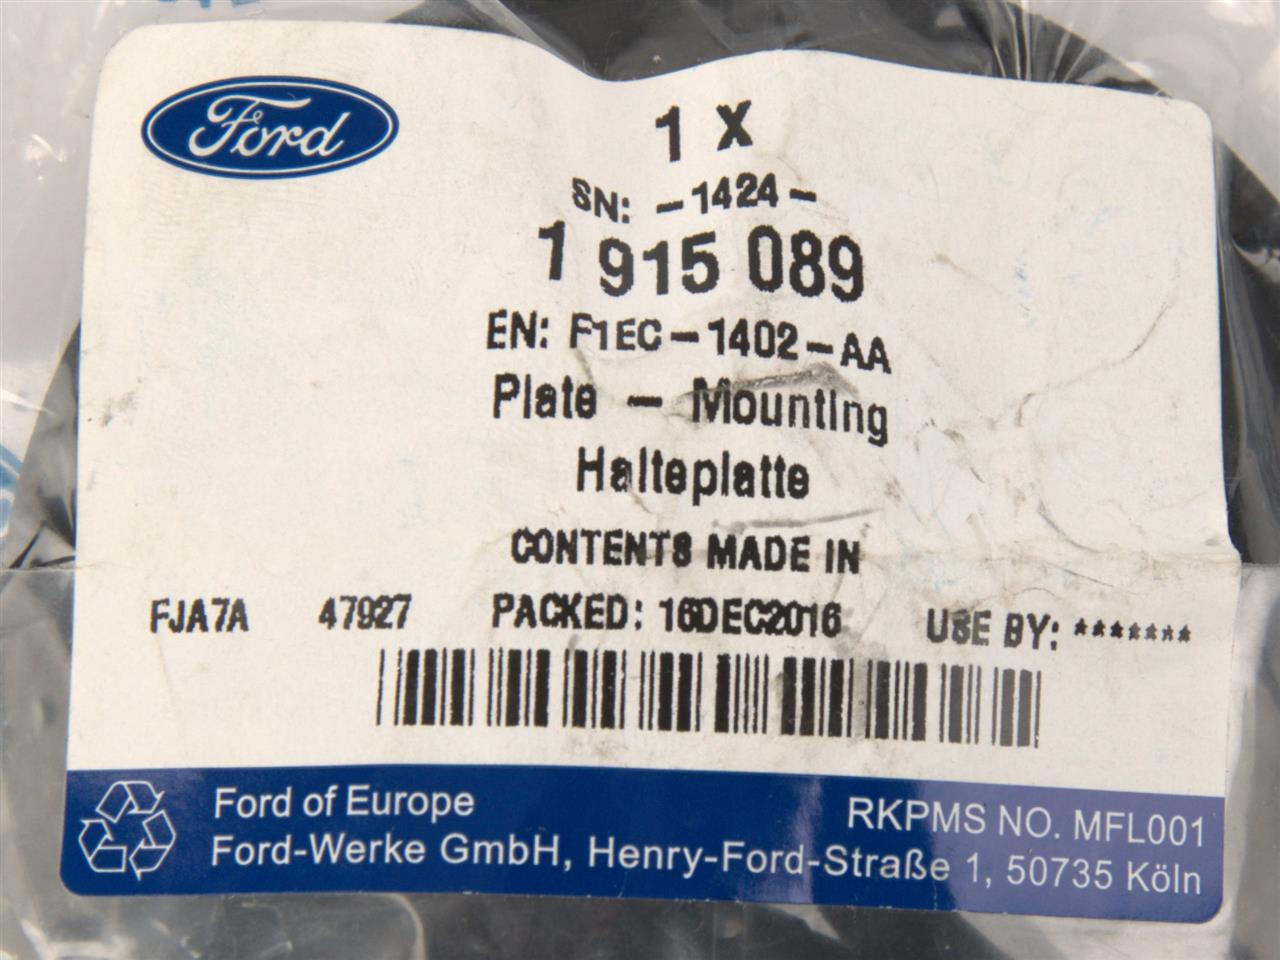 Ford
1 X
SN: -1424-
1 915 089
EN: F1EC-1402-AA
Plate - Mounting
Halteplatte
CONTENTS MADE IN
FJA7A 47927 PACKED: 16DEC2016 USE BY: *******
Ford of Europe RKPMS NO. MFL001
Ford-Werke GmbH, Henry-Ford-Straße 1, 50735 Köln